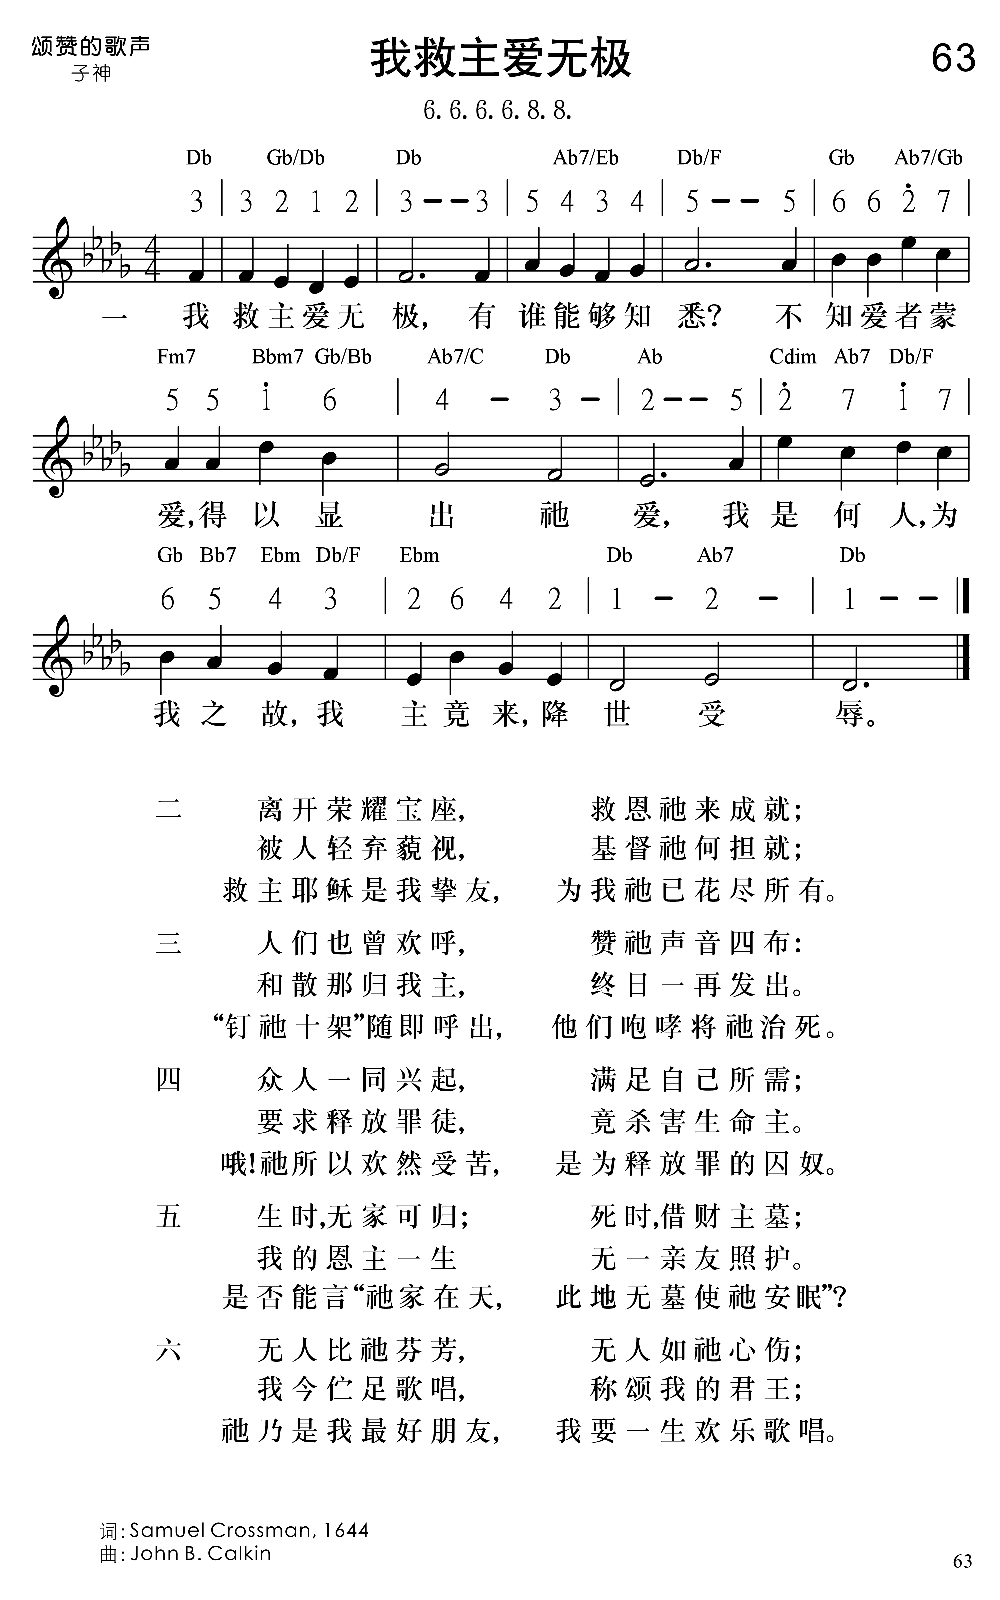 颂赞的歌声
子神
我救主爱无极
63
6.6.6.6.8.8.
Db Gb/Db Db Ab7/Eb Db/F Gb Ab7/Gb
3 | 3 2 1 2 | 3 - - 3 | 5 4 3 4 | 5 - - 5 | 6 6 2̇ 7 |
4/4
一 我 救主爱无 极, 有 谁能够知 悉? 不 知爱者蒙
Fm7 Bbm7 Gb/Bb Ab7/C Db Ab Cdim Ab7 Db/F
5 5 1̇ 6 | 4 - 3 - | 2 - - 5 | 2̇ 7 1̇ 7 |
爱,得 以 显 出 祂 爱, 我 是 何 人,为
Gb Bb7 Ebm Db/F Ebm Db Ab7 Db
6 5 4 3 | 2 6 4 2 | 1 - 2 - | 1 - - ‖
我 之 故,我 主 竟 来,降 世 受 辱。
二 离开荣耀宝座, 救恩祂来成就;
被人轻弃藐视, 基督祂何担就;
救主耶稣是我挚友, 为我祂已花尽所有。
三 人们也曾欢呼, 赞祂声音四布:
和散那归我主, 终日一再发出。
“钉祂十架”随即呼出, 他们咆哮将祂治死。
四 众人一同兴起, 满足自己所需;
要求释放罪徒, 竟杀害生命主。
哦!祂所以欢然受苦, 是为释放罪的囚奴。
五 生时,无家可归; 死时,借财主墓;
我的恩主一生 无一亲友照护。
是否能言“祂家在天, 此地无墓使祂安眠”?
六 无人比祂芬芳, 无人如祂心伤;
我今伫足歌唱, 称颂我的君王;
祂乃是我最好朋友, 我要一生欢乐歌唱。
词: Samuel Crossman, 1644
曲: John B. Calkin
63